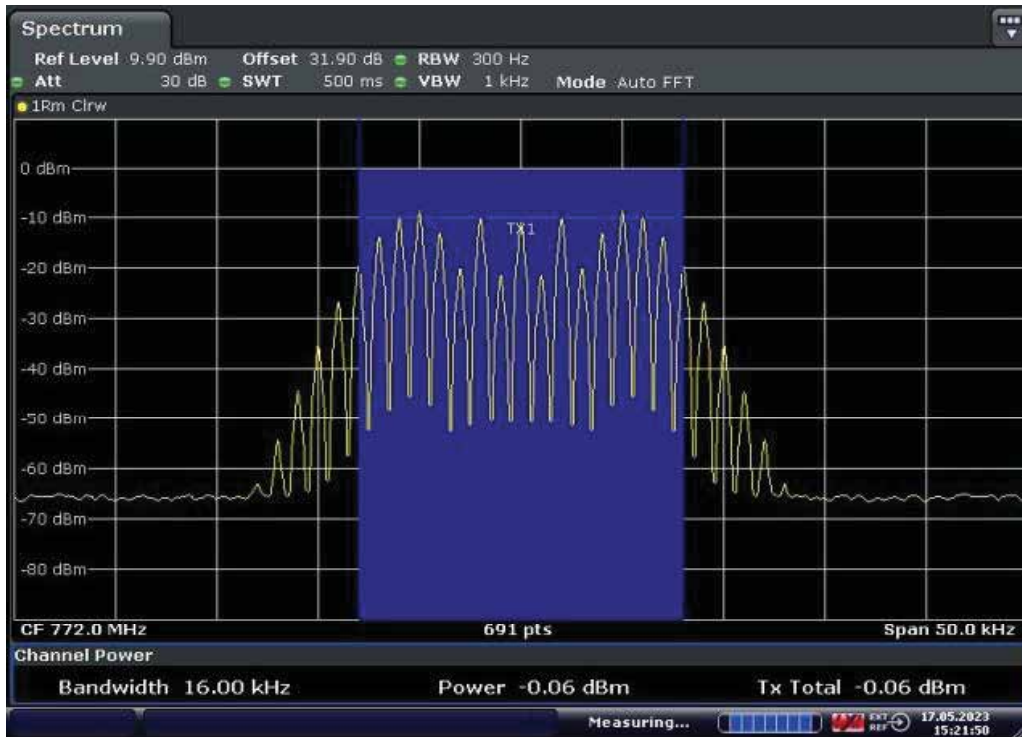 Spectrum
Ref Level 9.90 dBm Offset 31.90 dB RBW 300 Hz
Att 30 dB SWT 500 ms VBW 1 kHz Mode Auto FFT
1Rm Clrw
0 dBm
-10 dBm
TX1
-20 dBm
-30 dBm
-40 dBm
-50 dBm
-60 dBm
-70 dBm
-80 dBm
CF 772.0 MHz 691 pts Span 50.0 kHz
Channel Power
Bandwidth 16.00 kHz Power -0.06 dBm Tx Total -0.06 dBm
Measuring... EXT REF 17.05.2023
15:21:50